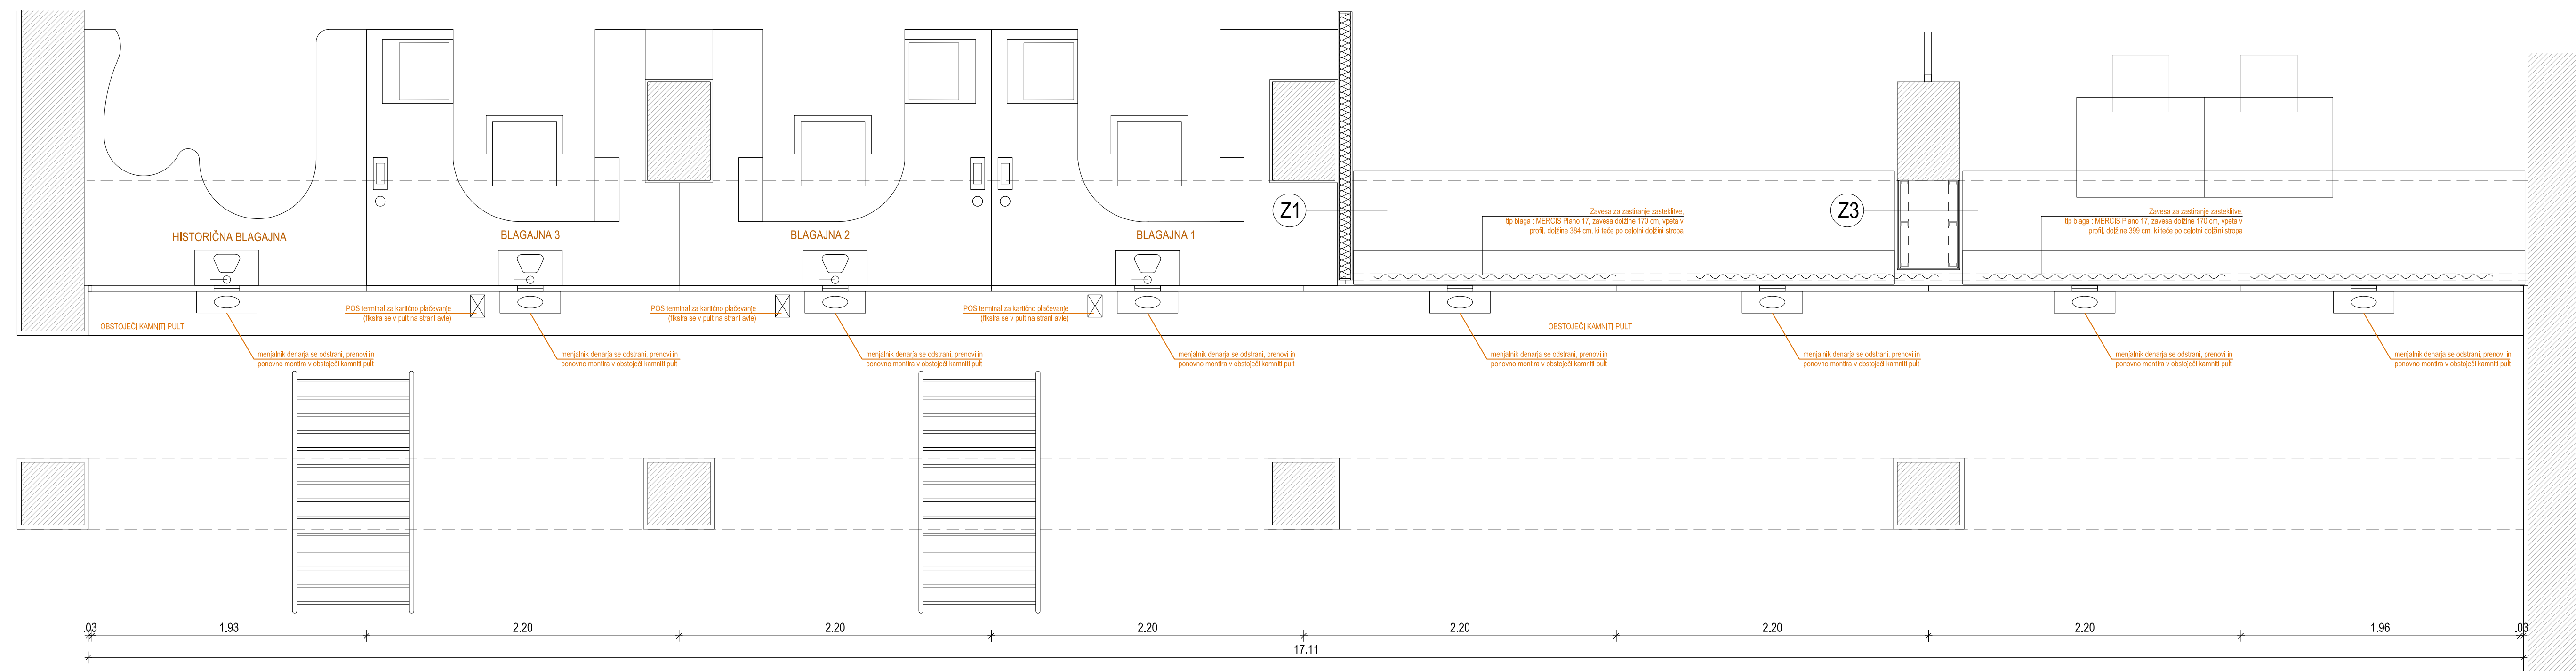 Z1
Z3
Zavesa za zastiranje zasteklitve,
tip blaga : MERCIS Plano 17, zavesa dolžine 170 cm, vpeta v
profil, dolžine 384 cm, ki teče po celotni dolžini stropa
Zavesa za zastiranje zasteklitve,
tip blaga : MERCIS Plano 17, zavesa dolžine 170 cm, vpeta v
profil, dolžine 399 cm, ki teče po celotni dolžini stropa
HISTORIČNA BLAGAJNA
BLAGAJNA 3
BLAGAJNA 2
BLAGAJNA 1
POS terminal za kartično plačevanje
(fiksira se v pult na strani avle)
POS terminal za kartično plačevanje
(fiksira se v pult na strani avle)
POS terminal za kartično plačevanje
(fiksira se v pult na strani avle)
OBSTOJEČI KAMNITI PULT
OBSTOJEČI KAMNITI PULT
menjalnik denarja se odstrani, prenovi in
ponovno montira v obstoječi kamniti pult
menjalnik denarja se odstrani, prenovi in
ponovno montira v obstoječi kamniti pult
menjalnik denarja se odstrani, prenovi in
ponovno montira v obstoječi kamniti pult
menjalnik denarja se odstrani, prenovi in
ponovno montira v obstoječi kamniti pult
menjalnik denarja se odstrani, prenovi in
ponovno montira v obstoječi kamniti pult
menjalnik denarja se odstrani, prenovi in
ponovno montira v obstoječi kamniti pult
menjalnik denarja se odstrani, prenovi in
ponovno montira v obstoječi kamniti pult
menjalnik denarja se odstrani, prenovi in
ponovno montira v obstoječi kamniti pult
.03 1.93 2.20 2.20 2.20 2.20 2.20 2.20 1.96 .03
17.11